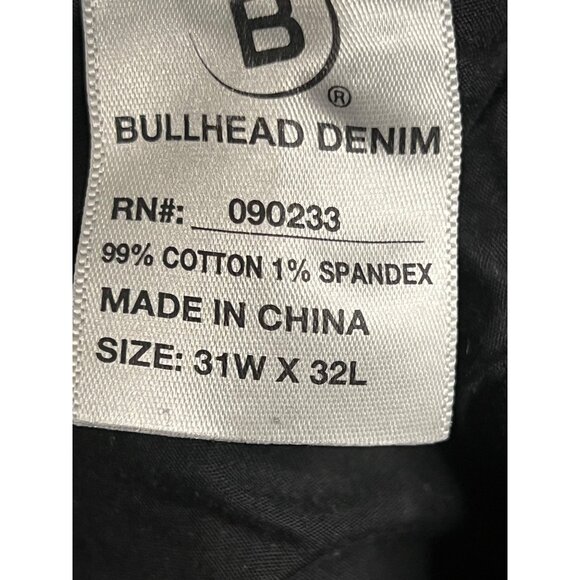 B
®
BULLHEAD DENIM
RN#: 090233
99% COTTON 1% SPANDEX
MADE IN CHINA
SIZE: 31W X 32L